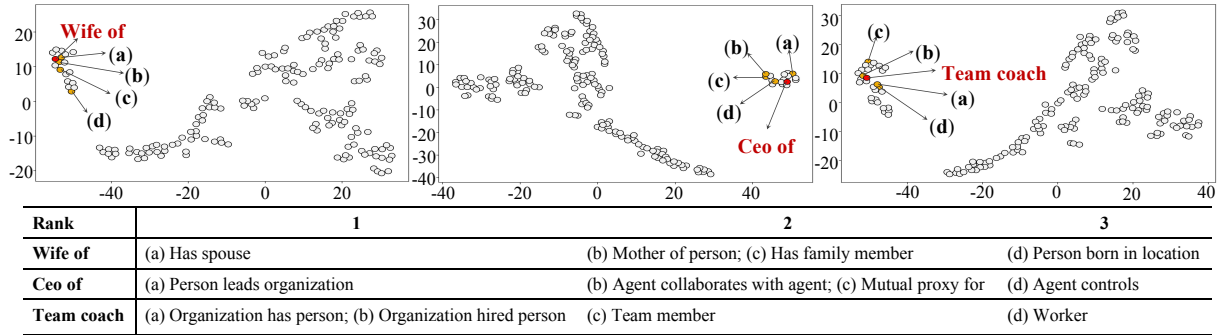 Wife of
(a)
(b)
(c)
(d)
20
10
0
-10
-20
-40 -20 0 20
(b) (a)
(c)
(d)
Ceo of
30
20
10
0
-10
-20
-30
-40
-40 -20 0 20 40 60
(c)
(b)
Team coach
(a)
(d)
30
20
10
0
-10
-20
-40 -20 0 20 40
Rank 1 2 3
Wife of (a) Has spouse (b) Mother of person; (c) Has family member (d) Person born in location
Ceo of (a) Person leads organization (b) Agent collaborates with agent; (c) Mutual proxy for (d) Agent controls
Team coach (a) Organization has person; (b) Organization hired person (c) Team member (d) Worker